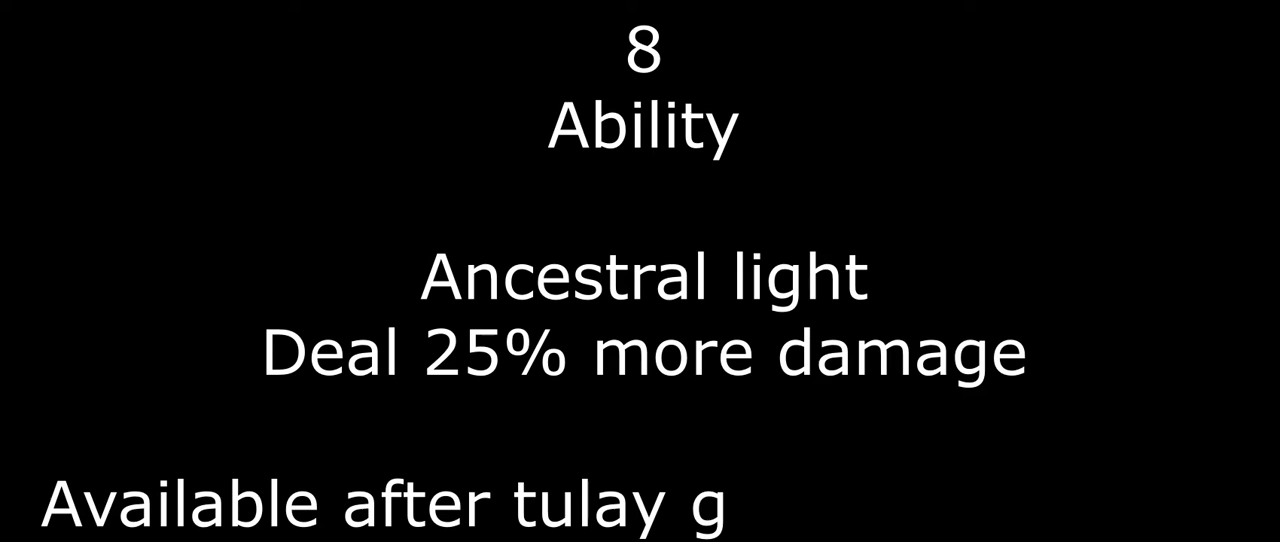 8
Ability
Ancestral light
Deal 25% more damage
Available after tulay g